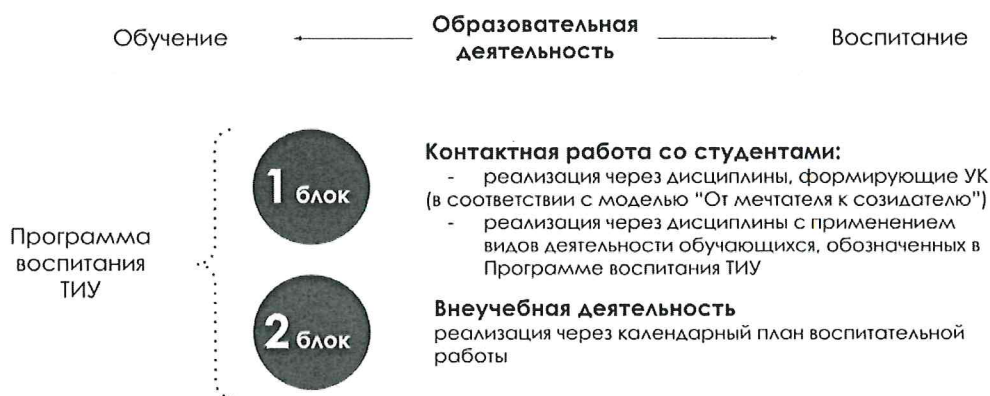 Обучение
Образовательная
деятельность
Воспитание
Программа
воспитания
ТИУ
1 блок
Контактная работа со студентами:
- реализация через дисциплины, формирующие УК
(в соответствии с моделью "От мечтателя к созидателю")
- реализация через дисциплины с применением
видов деятельности обучающихся, обозначенных в
Программе воспитания ТИУ
2 блок
Внеучебная деятельность
реализация через календарный план воспитательной
работы